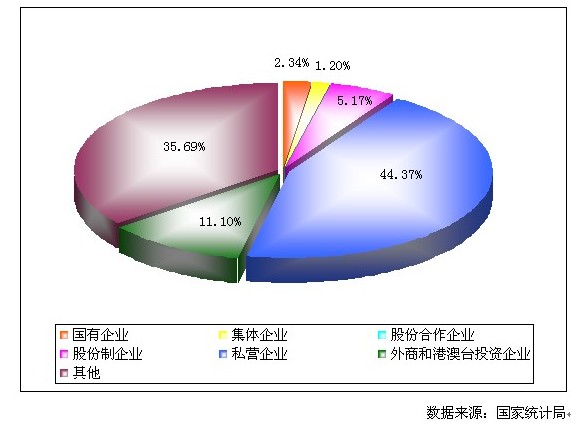 2.34%
1.20%
5.17%
35.69%
44.37%
11.10%
国有企业 集体企业 股份合作企业
股份制企业 私营企业 外商和港澳台投资企业
其他
数据来源：国家统计局